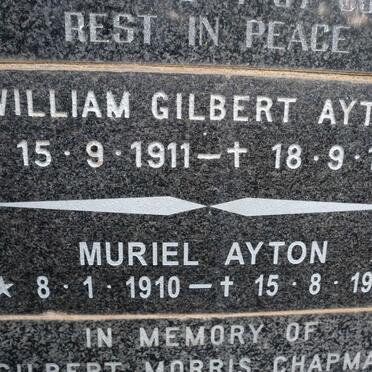 REST IN PEACE
WILLIAM GILBERT
15·9·1911–† 18·9·
MURIEL AYTON
★ 8·1·1910–† 15·8·
IN MEMORY OF
MORRIS